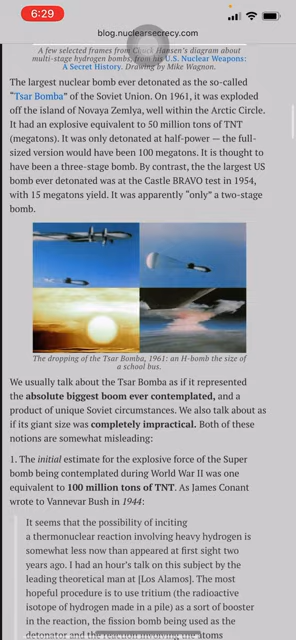 6:29
blog.nuclearsecrecy.com
A few selected frames from Chuck Hansen's diagram about
multi-stage hydrogen bombs, from his U.S. Nuclear Weapons:
A Secret History. Drawing by Mike Wagnon.
The largest nuclear bomb ever detonated as the so-called
“Tsar Bomba” of the Soviet Union. On 1961, it was exploded
off the island of Novaya Zemlya, well within the Arctic Circle.
It had an explosive equivalent to 50 million tons of TNT
(megatons). It was only detonated at half-power — the full-
sized version would have been 100 megatons. It is thought to
have been a three-stage bomb. By contrast, the the largest US
bomb ever detonated was at the Castle BRAVO test in 1954,
with 15 megatons yield. It was apparently “only” a two-stage
bomb.
The dropping of the Tsar Bomba, 1961: an H-bomb the size of
a school bus.
We usually talk about the Tsar Bomba as if it represented
the absolute biggest boom ever contemplated, and a
product of unique Soviet circumstances. We also talk about as
if its giant size was completely impractical. Both of these
notions are somewhat misleading:
1. The initial estimate for the explosive force of the Super
bomb being contemplated during World War II was one
equivalent to 100 million tons of TNT. As James Conant
wrote to Vannevar Bush in 1944:
It seems that the possibility of inciting
a thermonuclear reaction involving heavy hydrogen is
somewhat less now than appeared at first sight two
years ago. I had an hour's talk on this subject by the
leading theoretical man at [Los Alamos]. The most
hopeful procedure is to use tritium (the radioactive
isotope of hydrogen made in a pile) as a sort of booster
in the reaction, the fission bomb being used as the
detonator and the reaction involving the atoms